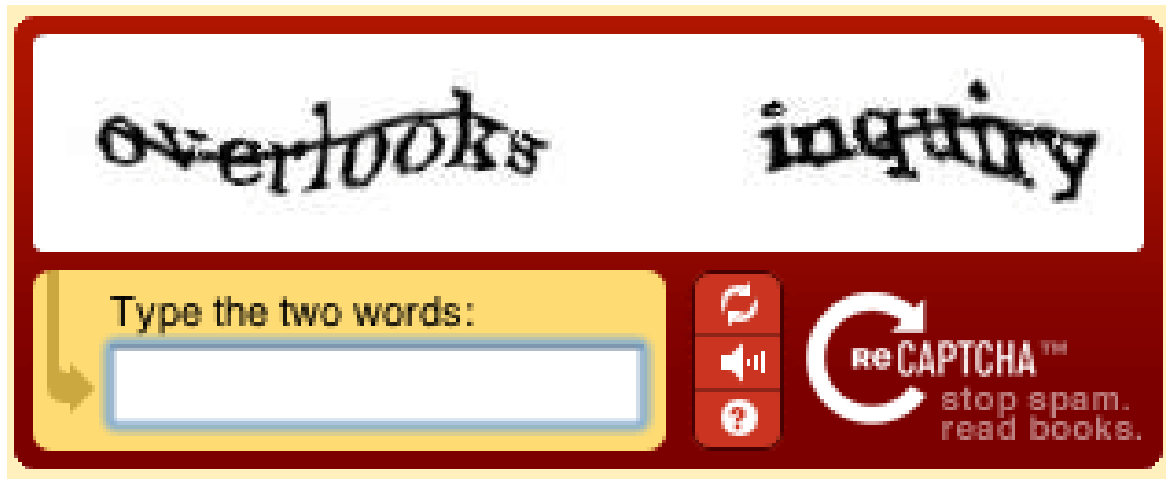 overlooks inquiry
Type the two words:
reCAPTCHA™
stop spam.
read books.